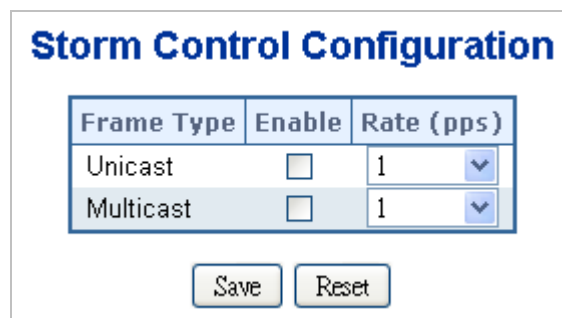 Storm Control Configuration
Frame Type Enable Rate (pps)
Unicast 1
Multicast 1
Save Reset